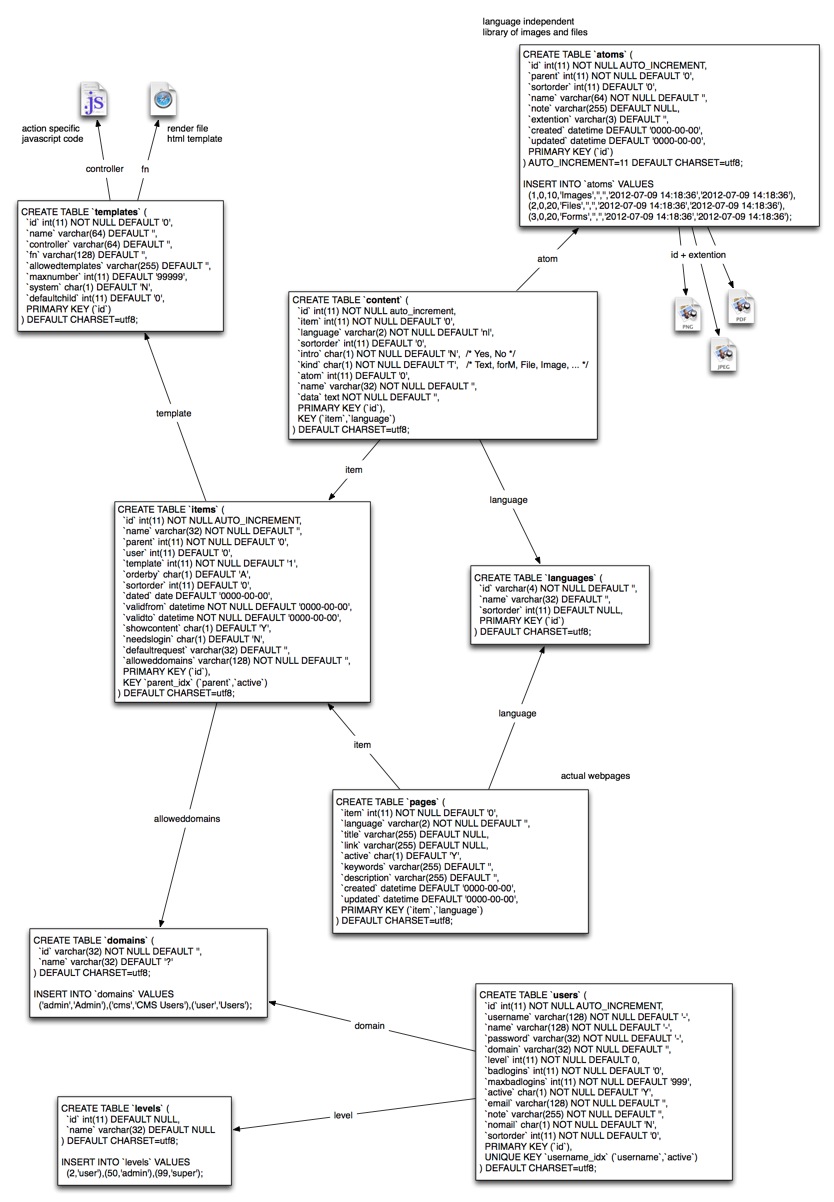 language independent
library of images and files
CREATE TABLE `atoms` (
`id` int(11) NOT NULL AUTO_INCREMENT,
`parent` int(11) NOT NULL DEFAULT '0',
`sortorder` int(11) DEFAULT '0',
`name` varchar(64) NOT NULL DEFAULT '',
`note` varchar(255) DEFAULT NULL,
`extention` varchar(3) DEFAULT '',
`created` datetime DEFAULT '0000-00-00',
`updated` datetime DEFAULT '0000-00-00',
PRIMARY KEY (`id`)
) AUTO_INCREMENT=11 DEFAULT CHARSET=utf8;
INSERT INTO `atoms` VALUES
(1,0,10,'Images','','','2012-07-09 14:18:36','2012-07-09 14:18:36'),
(2,0,20,'Files','','','2012-07-09 14:18:36','2012-07-09 14:18:36'),
(3,0,20,'Forms','','','2012-07-09 14:18:36','2012-07-09 14:18:36');
.js
action specific
javascript code
render file
html template
controller
fn
CREATE TABLE `templates` (
`id` int(11) NOT NULL DEFAULT '0',
`name` varchar(64) DEFAULT '',
`controller` varchar(64) DEFAULT '',
`fn` varchar(128) DEFAULT '',
`allowedtemplates` varchar(255) DEFAULT '',
`maxnumber` int(11) DEFAULT '99999',
`system` char(1) DEFAULT 'N',
`defaultchild` int(11) DEFAULT '0',
PRIMARY KEY (`id`)
) DEFAULT CHARSET=utf8;
atom
id + extention
PNG
PDF
JPEG
CREATE TABLE `content` (
`id` int(11) NOT NULL auto_increment,
`item` int(11) NOT NULL DEFAULT '0',
`language` varchar(2) NOT NULL DEFAULT 'nl',
`sortorder` int(11) DEFAULT '0',
`intro` char(1) NOT NULL DEFAULT 'N', /* Yes, No */
`kind` char(1) NOT NULL DEFAULT 'T', /* Text, forM, File, Image, ... */
`atom` int(11) DEFAULT '0',
`name` varchar(32) NOT NULL DEFAULT '',
`data` text NOT NULL DEFAULT '',
PRIMARY KEY (`id`),
KEY (`item`,`language`)
) DEFAULT CHARSET=utf8;
template
item
language
CREATE TABLE `items` (
`id` int(11) NOT NULL AUTO_INCREMENT,
`name` varchar(32) NOT NULL DEFAULT '',
`parent` int(11) NOT NULL DEFAULT '0',
`user` int(11) DEFAULT '0',
`template` int(11) NOT NULL DEFAULT '1',
`orderby` char(1) DEFAULT 'A',
`sortorder` int(11) DEFAULT '0',
`dated` date DEFAULT '0000-00-00',
`validfrom` datetime NOT NULL DEFAULT '0000-00-00',
`validto` datetime NOT NULL DEFAULT '0000-00-00',
`showcontent` char(1) DEFAULT 'Y',
`needslogin` char(1) DEFAULT 'N',
`defaultrequest` varchar(32) DEFAULT '',
`alloweddomains` varchar(128) NOT NULL DEFAULT '',
PRIMARY KEY (`id`),
KEY `parent_idx` (`parent`,`active`)
) DEFAULT CHARSET=utf8;
CREATE TABLE `languages` (
`id` varchar(4) NOT NULL DEFAULT '',
`name` varchar(32) DEFAULT '',
`sortorder` int(11) DEFAULT NULL,
PRIMARY KEY (`id`)
) DEFAULT CHARSET=utf8;
language
item
actual webpages
CREATE TABLE `pages` (
`item` int(11) NOT NULL DEFAULT '0',
`language` varchar(2) NOT NULL DEFAULT '',
`title` varchar(255) DEFAULT NULL,
`link` varchar(255) DEFAULT NULL,
`active` char(1) DEFAULT 'Y',
`keywords` varchar(255) DEFAULT '',
`description` varchar(255) DEFAULT '',
`created` datetime DEFAULT '0000-00-00',
`updated` datetime DEFAULT '0000-00-00',
PRIMARY KEY (`item`,`language`)
) DEFAULT CHARSET=utf8;
alloweddomains
CREATE TABLE `domains` (
`id` varchar(32) NOT NULL DEFAULT '',
`name` varchar(32) DEFAULT '?'
) DEFAULT CHARSET=utf8;
INSERT INTO `domains` VALUES
('admin','Admin'),('cms','CMS Users'),('user','Users');
domain
CREATE TABLE `users` (
`id` int(11) NOT NULL AUTO_INCREMENT,
`username` varchar(128) NOT NULL DEFAULT '-',
`name` varchar(128) NOT NULL DEFAULT '-',
`password` varchar(32) NOT NULL DEFAULT '-',
`domain` varchar(32) NOT NULL DEFAULT '',
`level` int(11) NOT NULL DEFAULT 0,
`badlogins` int(11) NOT NULL DEFAULT '0',
`maxbadlogins` int(11) NOT NULL DEFAULT '999',
`active` char(1) NOT NULL DEFAULT 'Y',
`email` varchar(128) NOT NULL DEFAULT '',
`note` varchar(255) NOT NULL DEFAULT '',
`nomail` char(1) NOT NULL DEFAULT 'N',
`sortorder` int(11) NOT NULL DEFAULT '0',
PRIMARY KEY (`id`),
UNIQUE KEY `username_idx` (`username`,`active`)
) DEFAULT CHARSET=utf8;
level
CREATE TABLE `levels` (
`id` int(11) DEFAULT NULL,
`name` varchar(32) DEFAULT NULL
) DEFAULT CHARSET=utf8;
INSERT INTO `levels` VALUES
(2,'user'),(50,'admin'),(99,'super');